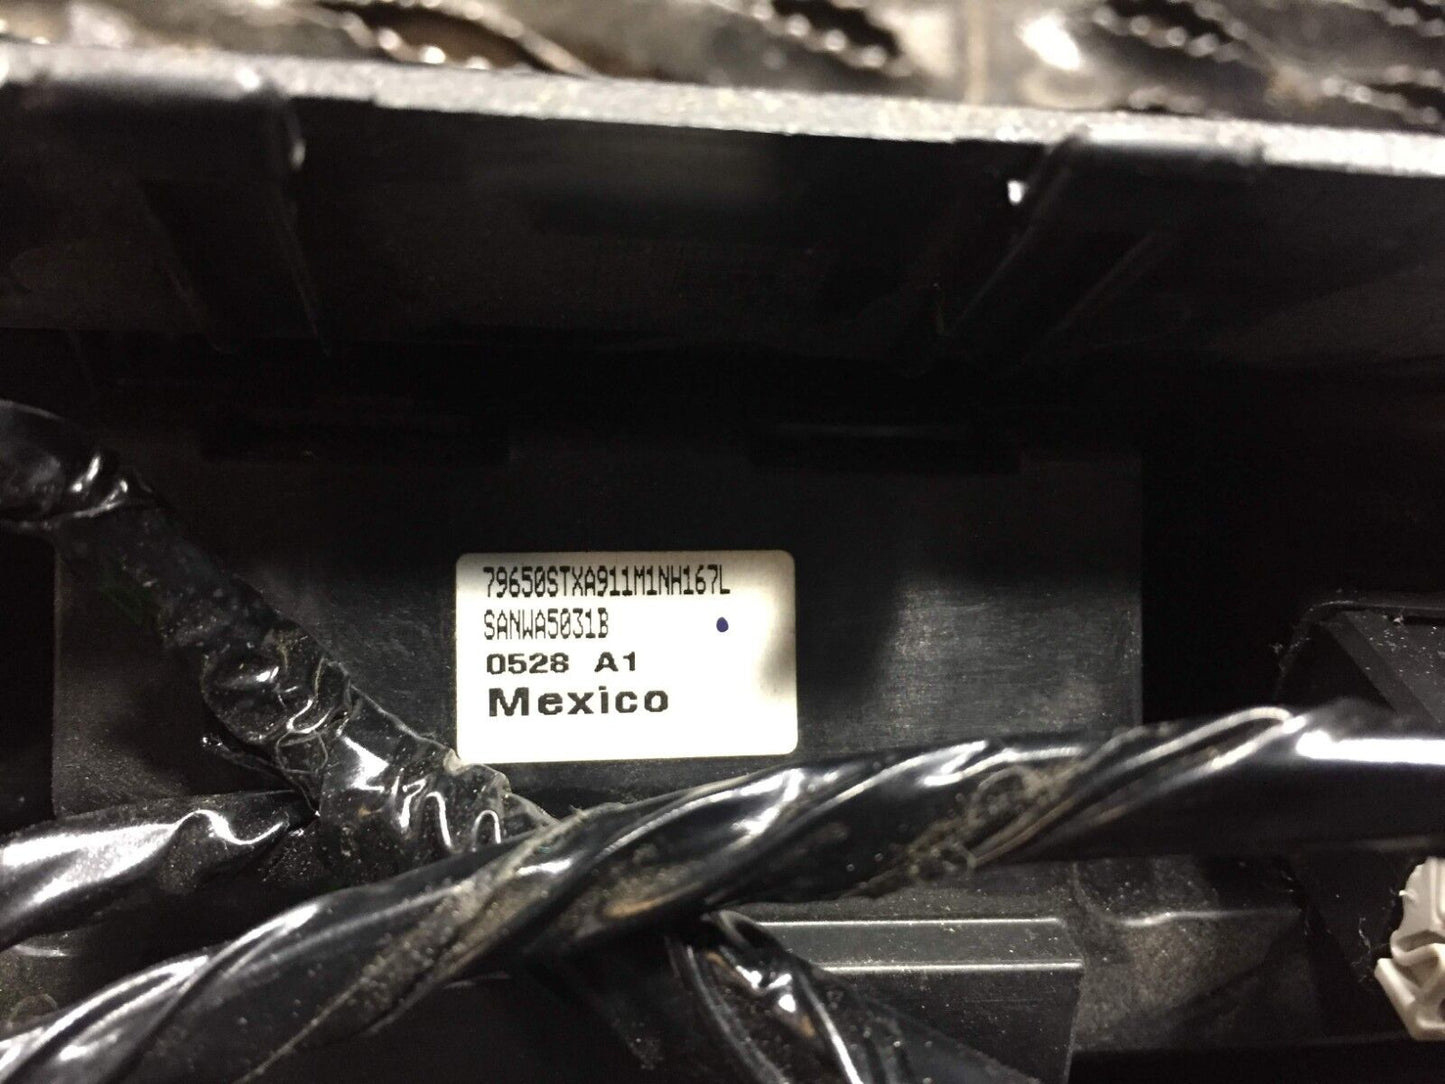 79650STXA911M1NH167L
SANWA5031B
0528 A1
Mexico